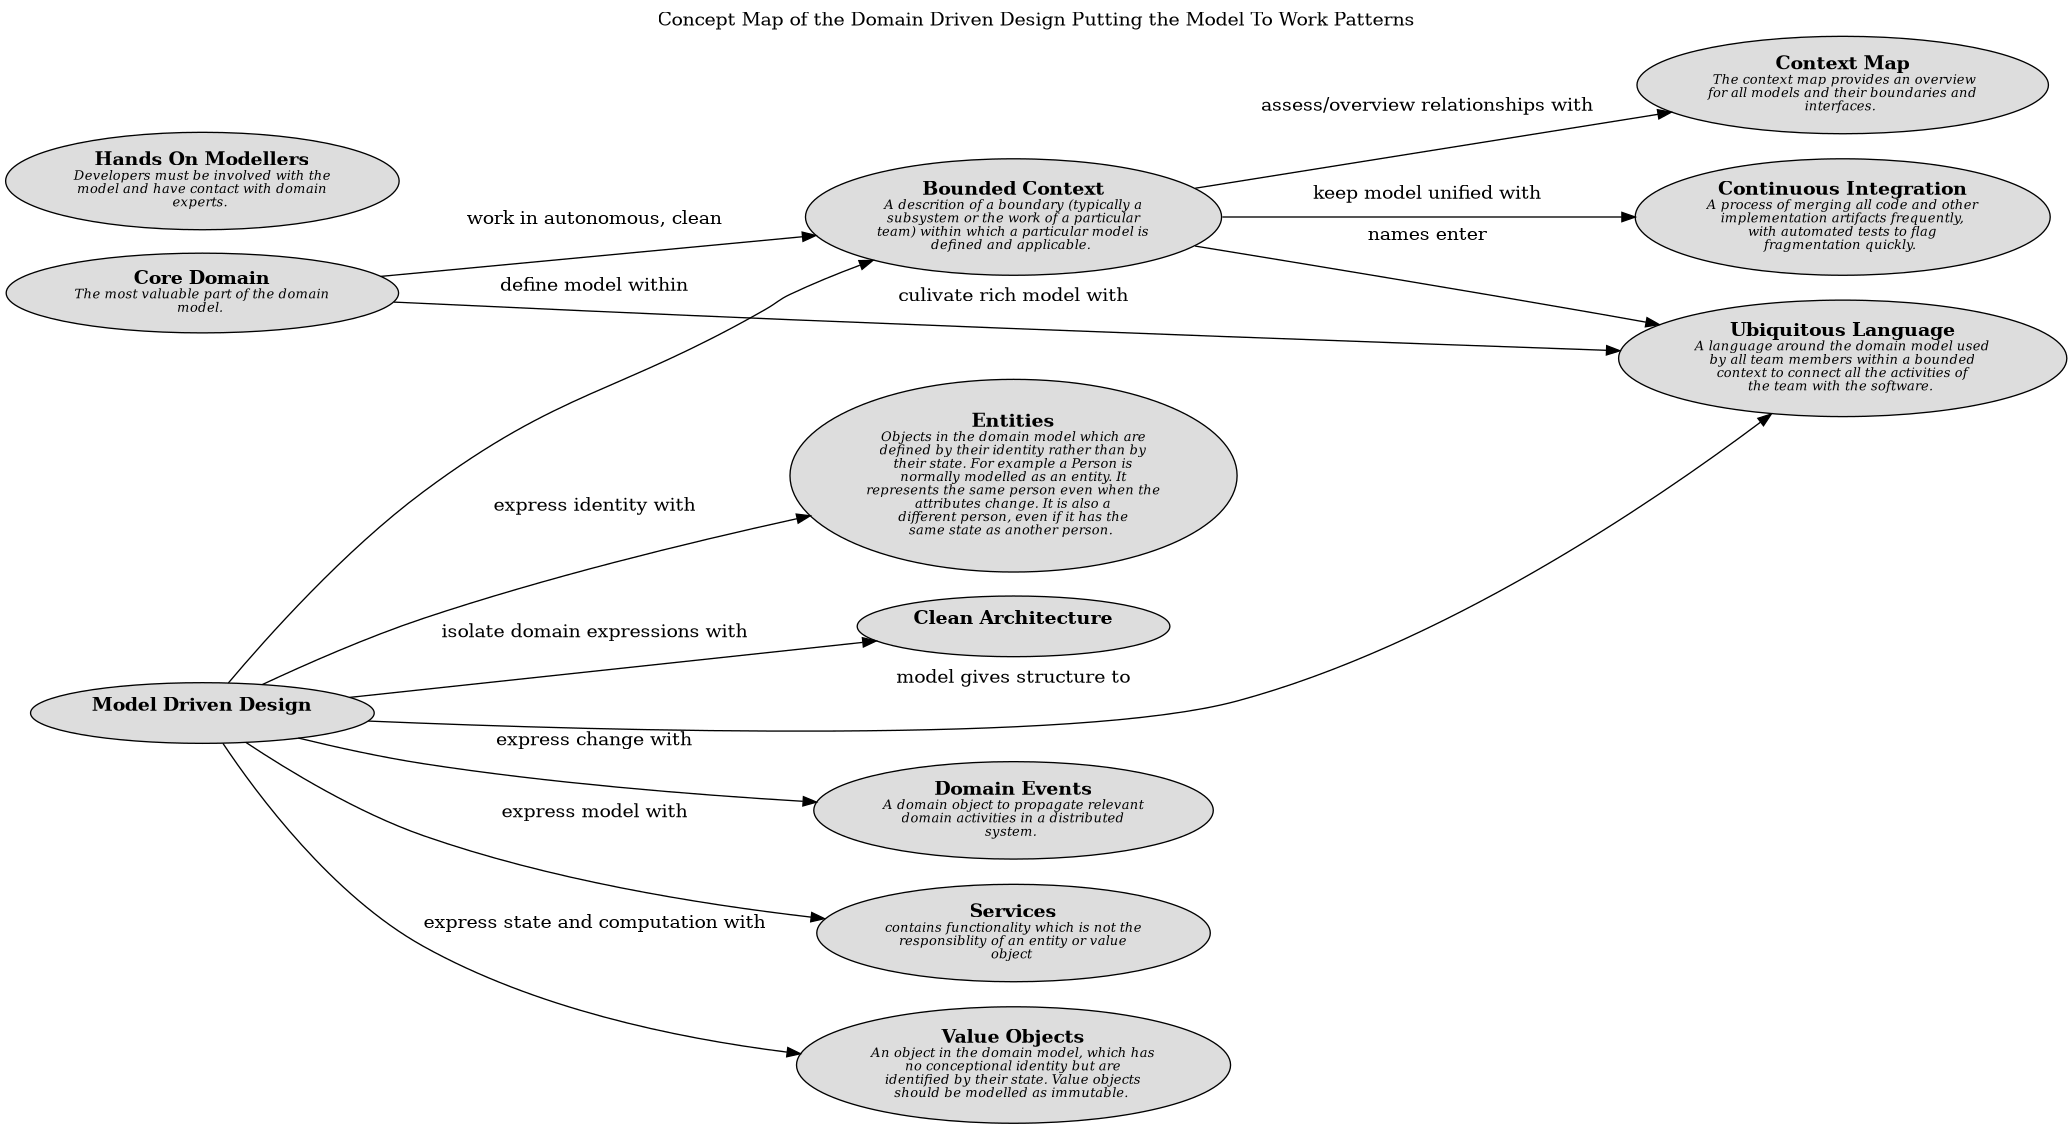 Concept Map of the Domain Driven Design Putting the Model To Work Patterns
Context Map
The context map provides an overview
for all models and their boundaries and
interfaces.
assess/overview relationships with
Hands On Modellers
Developers must be involved with the
model and have contact with domain
experts.
Bounded Context
A descrition of a boundary (typically a
subsystem or the work of a particular
team) within which a particular model is
defined and applicable.
keep model unified with
Continuous Integration
A process of merging all code and other
implementation artifacts frequently,
with automated tests to flag
fragmentation quickly.
work in autonomous, clean
names enter
Core Domain
The most valuable part of the domain
model.
define model within
culivate rich model with
Ubiquitous Language
A language around the domain model used
by all team members within a bounded
context to connect all the activities of
the team with the software.
Entities
Objects in the domain model which are
defined by their identity rather than by
their state. For example a Person is
normally modelled as an entity. It
represents the same person even when the
attributes change. It is also a
different person, even if it has the
same state as another person.
express identity with
Clean Architecture
isolate domain expressions with
model gives structure to
Model Driven Design
express change with
Domain Events
A domain object to propagate relevant
domain activities in a distributed
system.
express model with
Services
contains functionality which is not the
responsiblity of an entity or value
object
express state and computation with
Value Objects
An object in the domain model, which has
no conceptional identity but are
identified by their state. Value objects
should be modelled as immutable.